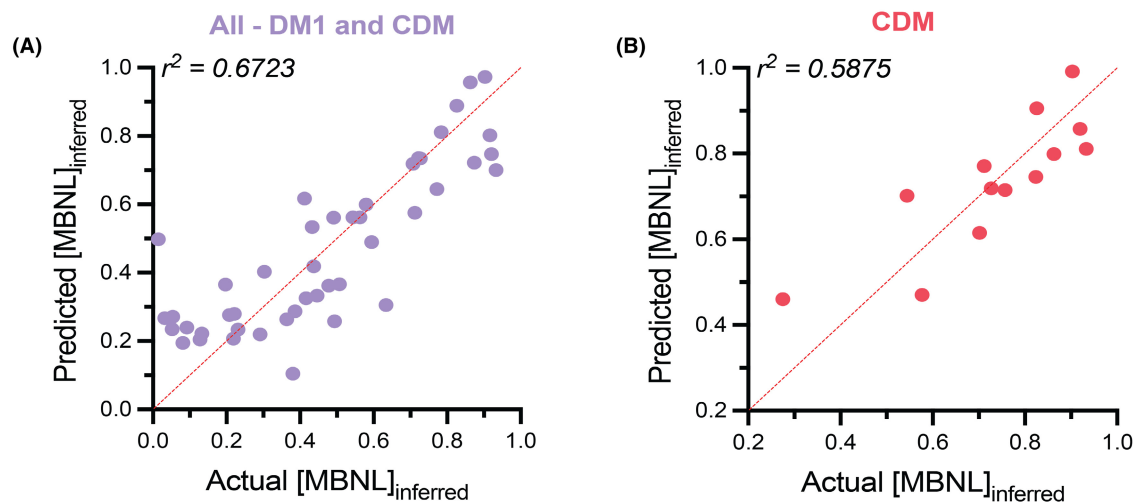 All - DM1 and CDM
(A)
r² = 0.6723
Predicted [MBNL]inferred
1.0
0.8
0.6
0.4
0.2
0.0
0.0 0.2 0.4 0.6 0.8 1.0
Actual [MBNL]inferred
CDM
(B)
r² = 0.5875
Predicted [MBNL]inferred
1.0
0.8
0.6
0.4
0.2
0.2 0.4 0.6 0.8 1.0
Actual [MBNL]inferred